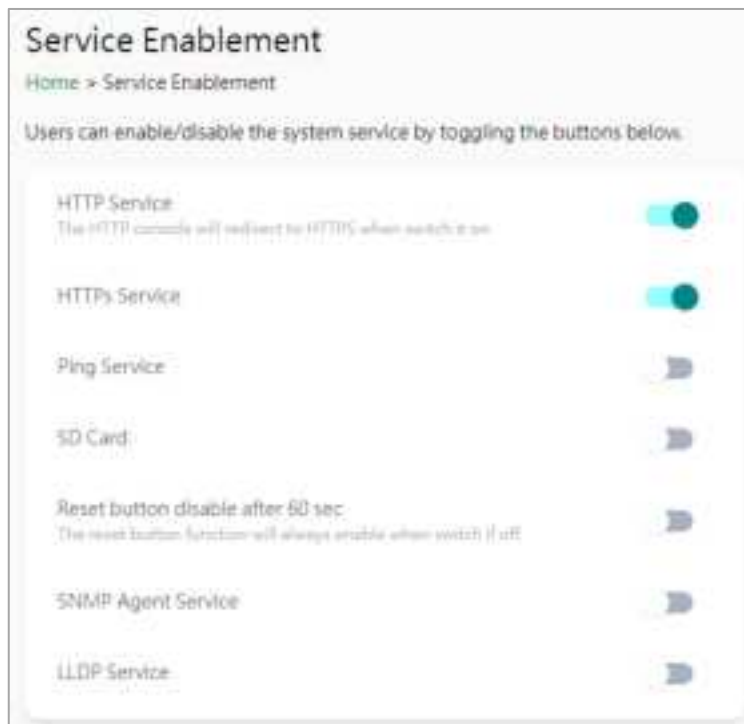 Service Enablement
Home > Service Enablement
Users can enable/disable the system service by toggling the buttons below.
HTTP Service
The HTTP console will redirect to HTTPS when switch it on
HTTPs Service
Ping Service
SD Card
Reset button disable after 60 sec
The reset button function will always enable when switch if off
SNMP Agent Service
LLDP Service